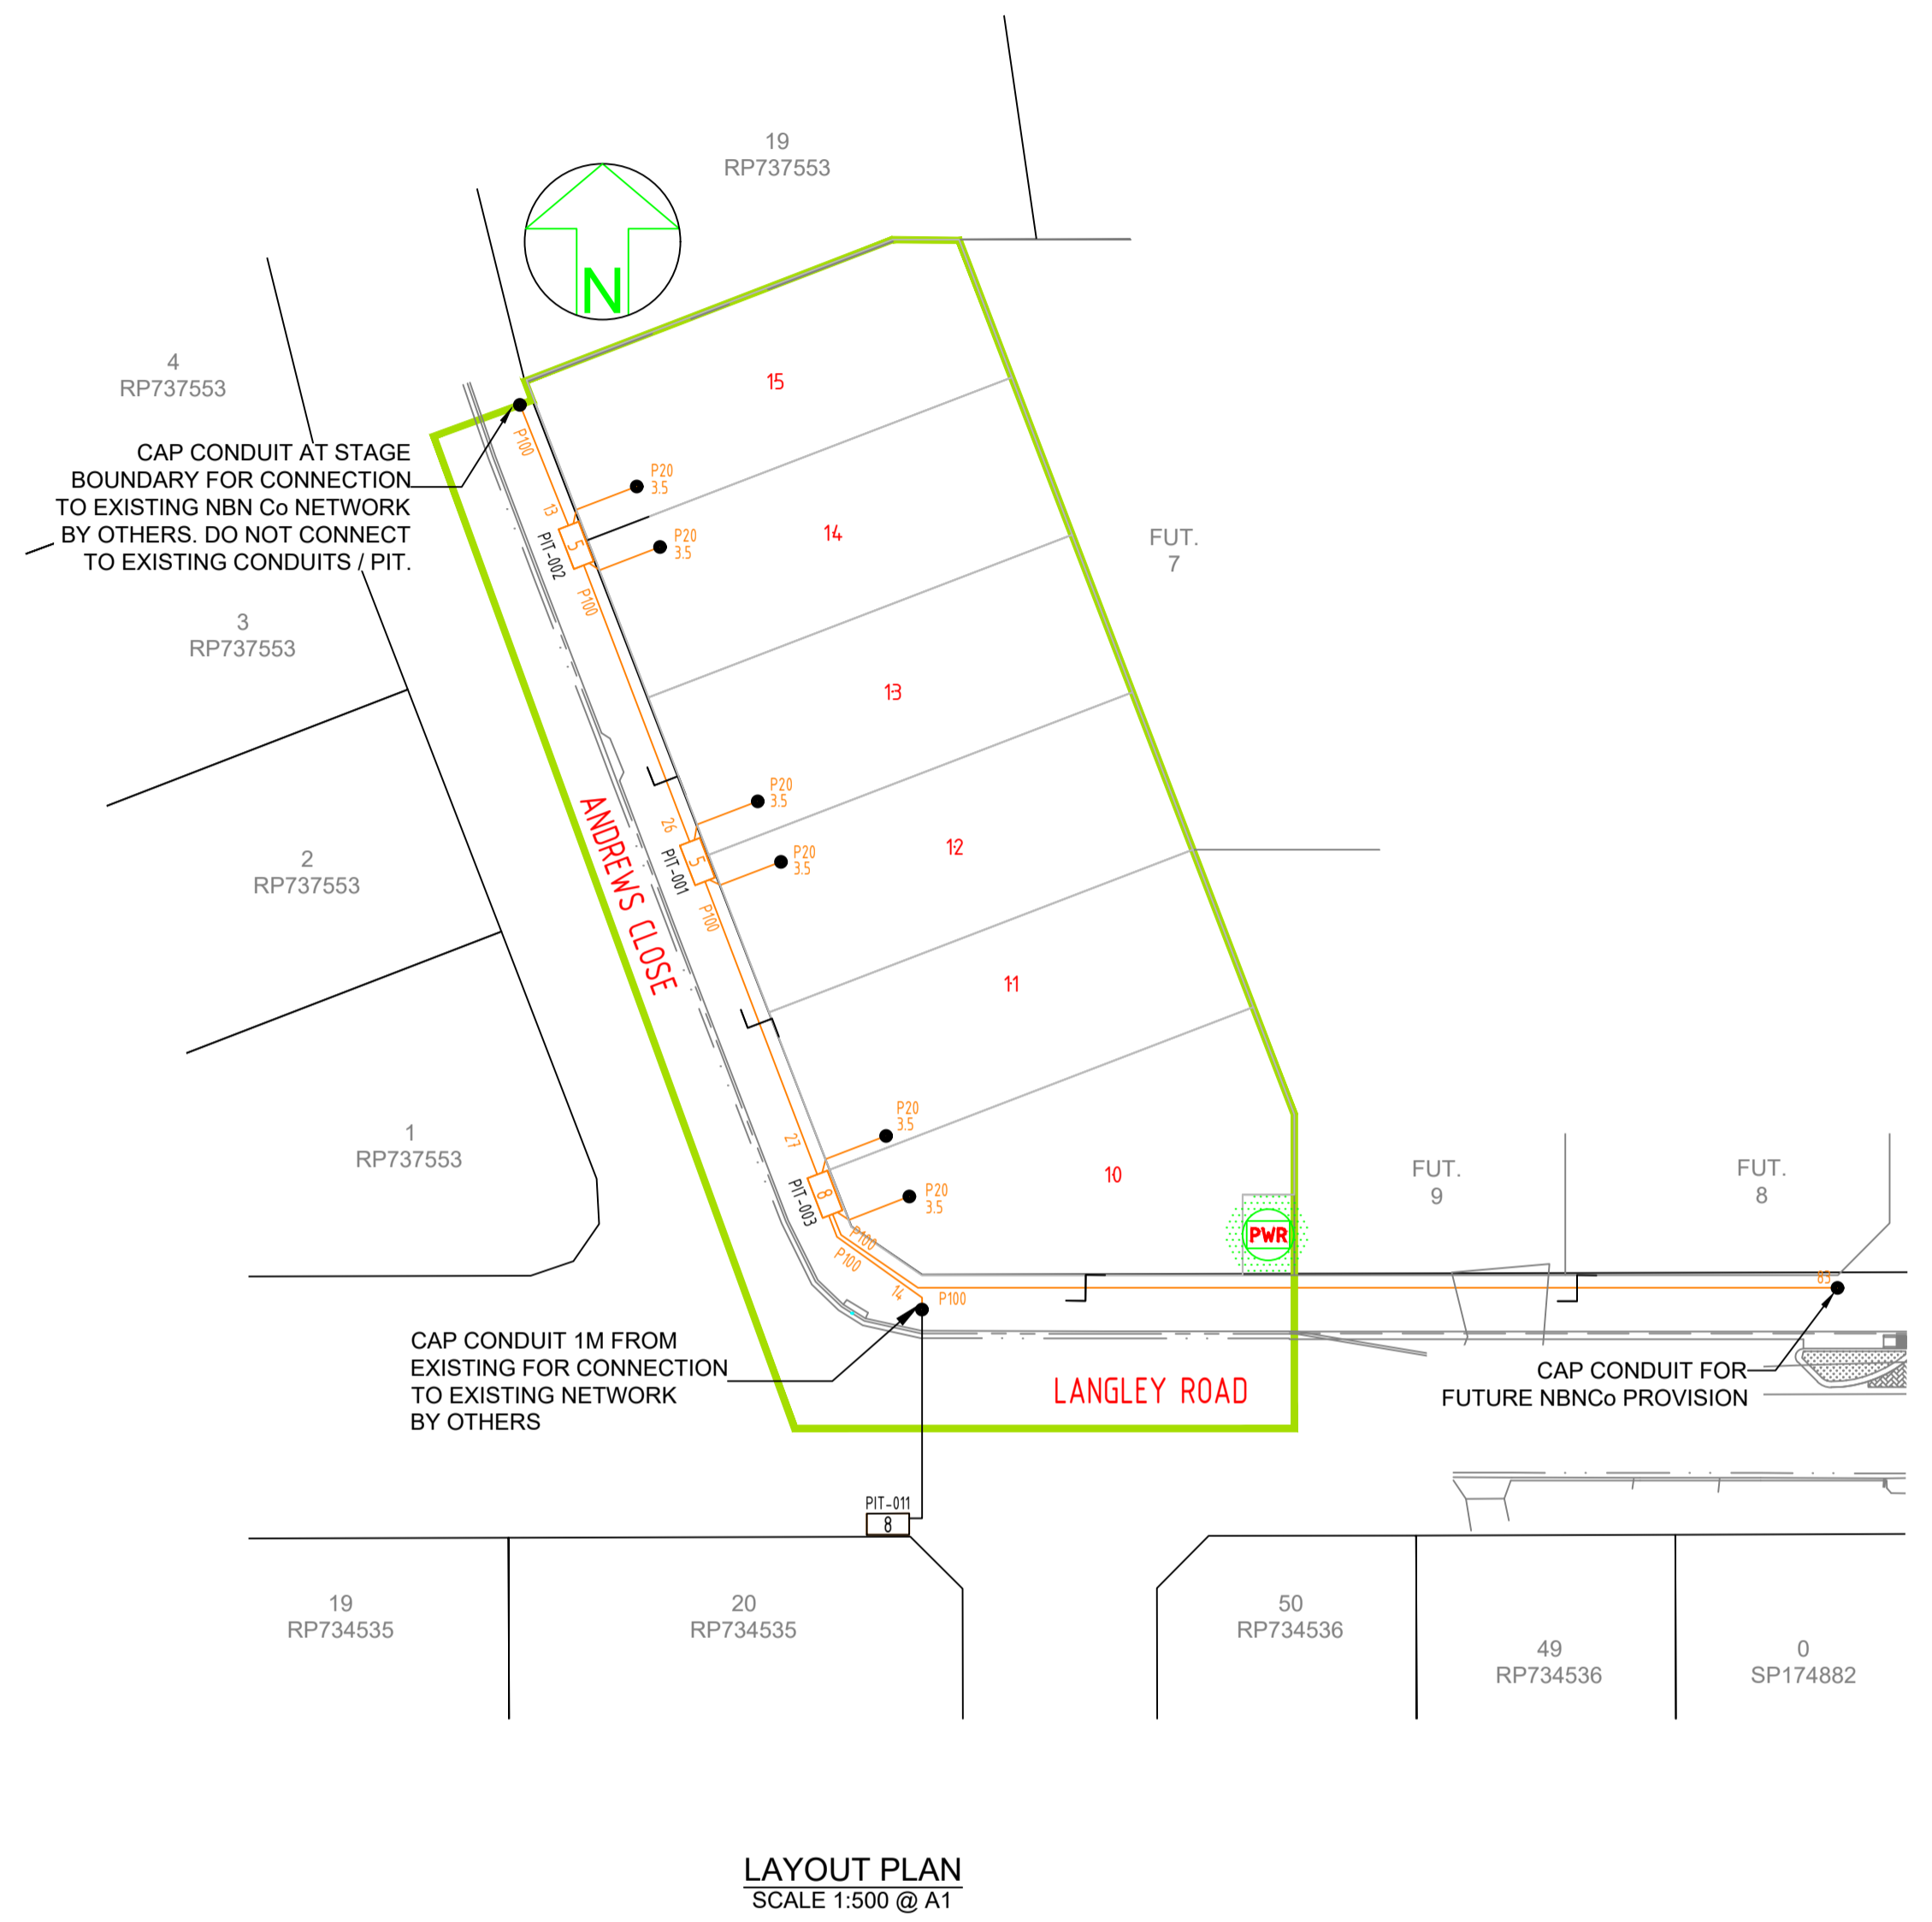 19
RP737553
N
4
RP737553
15
CAP CONDUIT AT STAGE
BOUNDARY FOR CONNECTION
TO EXISTING NBN Co NETWORK
BY OTHERS. DO NOT CONNECT
TO EXISTING CONDUITS / PIT.
P100
P20
3.5
13
14
5
PIT-002
P20
3.5
FUT.
7
P100
3
RP737553
13
P20
3.5
26
12
5
PIT-001
P20
3.5
2
RP737553
ANDREWS CLOSE
P100
11
P20
3.5
27
1
RP737553
10
FUT.
9
FUT.
8
8
PIT-003
P20
3.5
PWR
P100
P100
14
P100
83
CAP CONDUIT 1M FROM
EXISTING FOR CONNECTION
TO EXISTING NETWORK
BY OTHERS
LANGLEY ROAD
CAP CONDUIT FOR
FUTURE NBNCo PROVISION
PIT-011
8
19
RP734535
20
RP734535
50
RP734536
49
RP734536
0
SP174882
LAYOUT PLAN
SCALE 1:500 @ A1